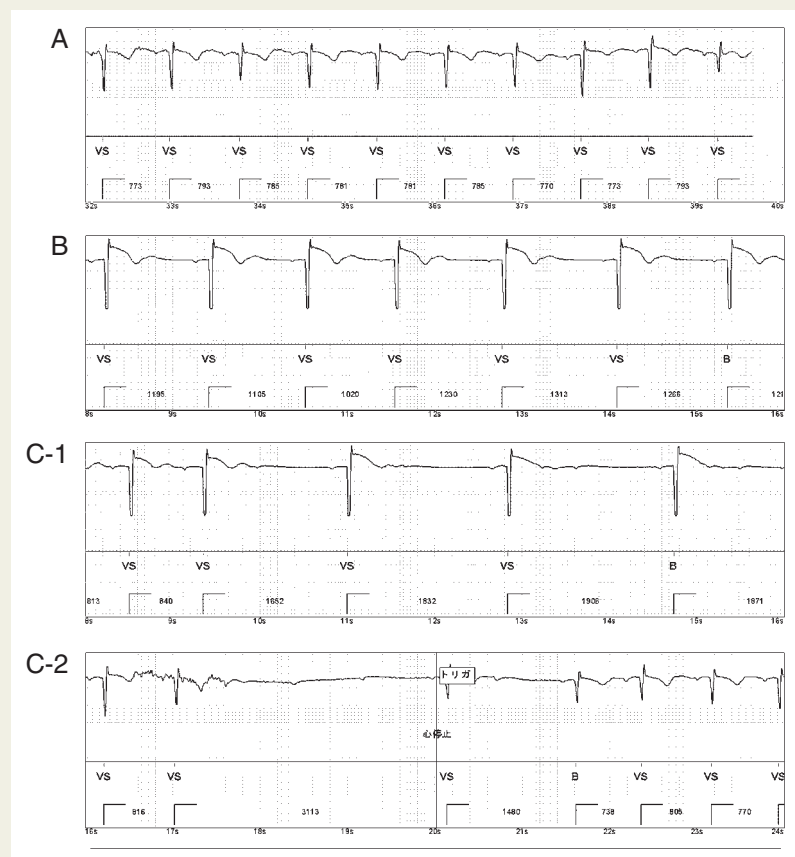 A
VS VS VS VS VS VS VS VS VS VS
773 793 785 781 781 785 770 773 793
32s 33s 34s 35s 36s 37s 38s 39s 40s
B
VS VS VS VS VS VS B
1195 1105 1020 1230 1313 1266 121
8s 9s 10s 11s 12s 13s 14s 15s 16s
C-1
VS VS VS VS B
813 840 1652 1832 1906 1871
8s 9s 10s 11s 12s 13s 14s 15s 16s
C-2
トリガ
心停止
VS VS VS B VS VS VS
816 3113 1480 738 805 770
16s 17s 18s 19s 20s 21s 22s 23s 24s